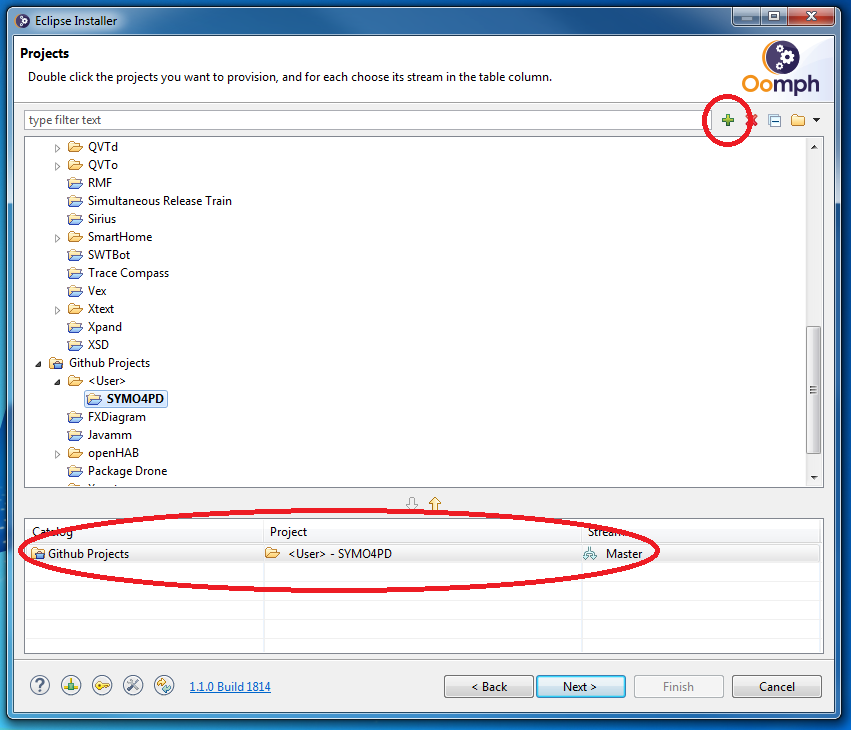 Eclipse Installer
Projects
Double click the projects you want to provision, and for each choose its stream in the table column.
Oomph
type filter text
QVTd
QVTo
RMF
Simultaneous Release Train
Sirius
SmartHome
SWTBot
Trace Compass
Vex
Xtext
Xpand
XSD
Github Projects
<User>
SYMO4PD
FXDiagram
Javamm
openHAB
Package Drone
Catalog Project Stream
Github Projects <User> - SYMO4PD Master
1.1.0 Build 1814 < Back Next > Finish Cancel